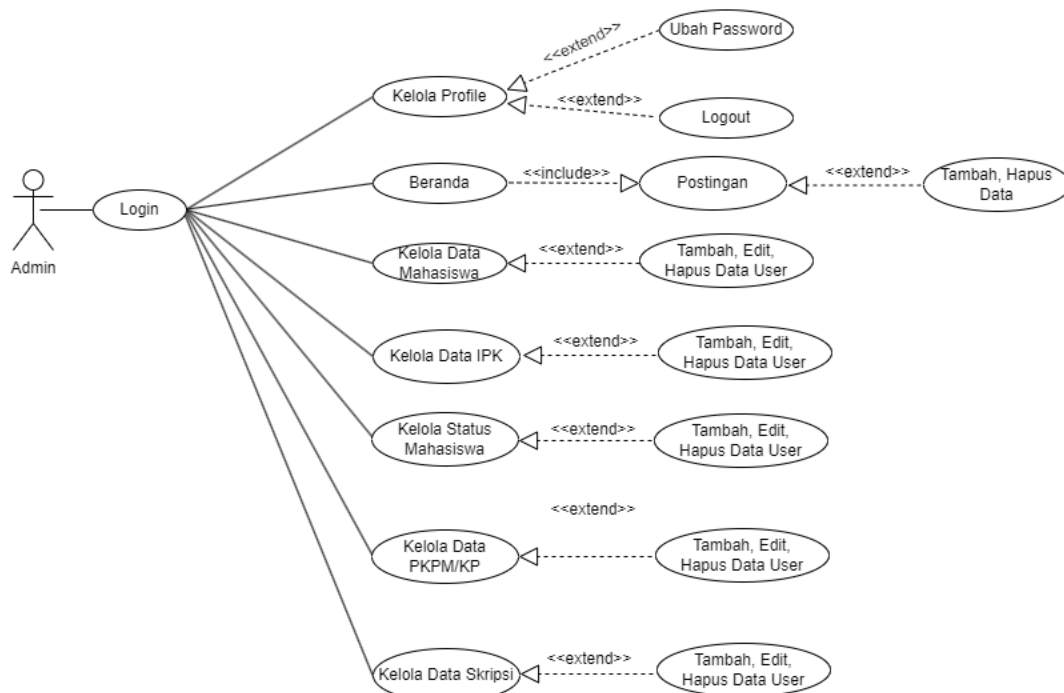 Ubah Password
<<extend>>
Kelola Profile
<<extend>>
Logout
Beranda
<<include>>
Postingan
<<extend>>
Tambah, Hapus
Data
Login
Admin
Kelola Data
Mahasiswa
<<extend>>
Tambah, Edit,
Hapus Data User
Kelola Data IPK
<<extend>>
Tambah, Edit,
Hapus Data User
Kelola Status
Mahasiswa
<<extend>>
Tambah, Edit,
Hapus Data User
<<extend>>
Kelola Data
PKPM/KP
Tambah, Edit,
Hapus Data User
Kelola Data Skripsi
<<extend>>
Tambah, Edit,
Hapus Data User